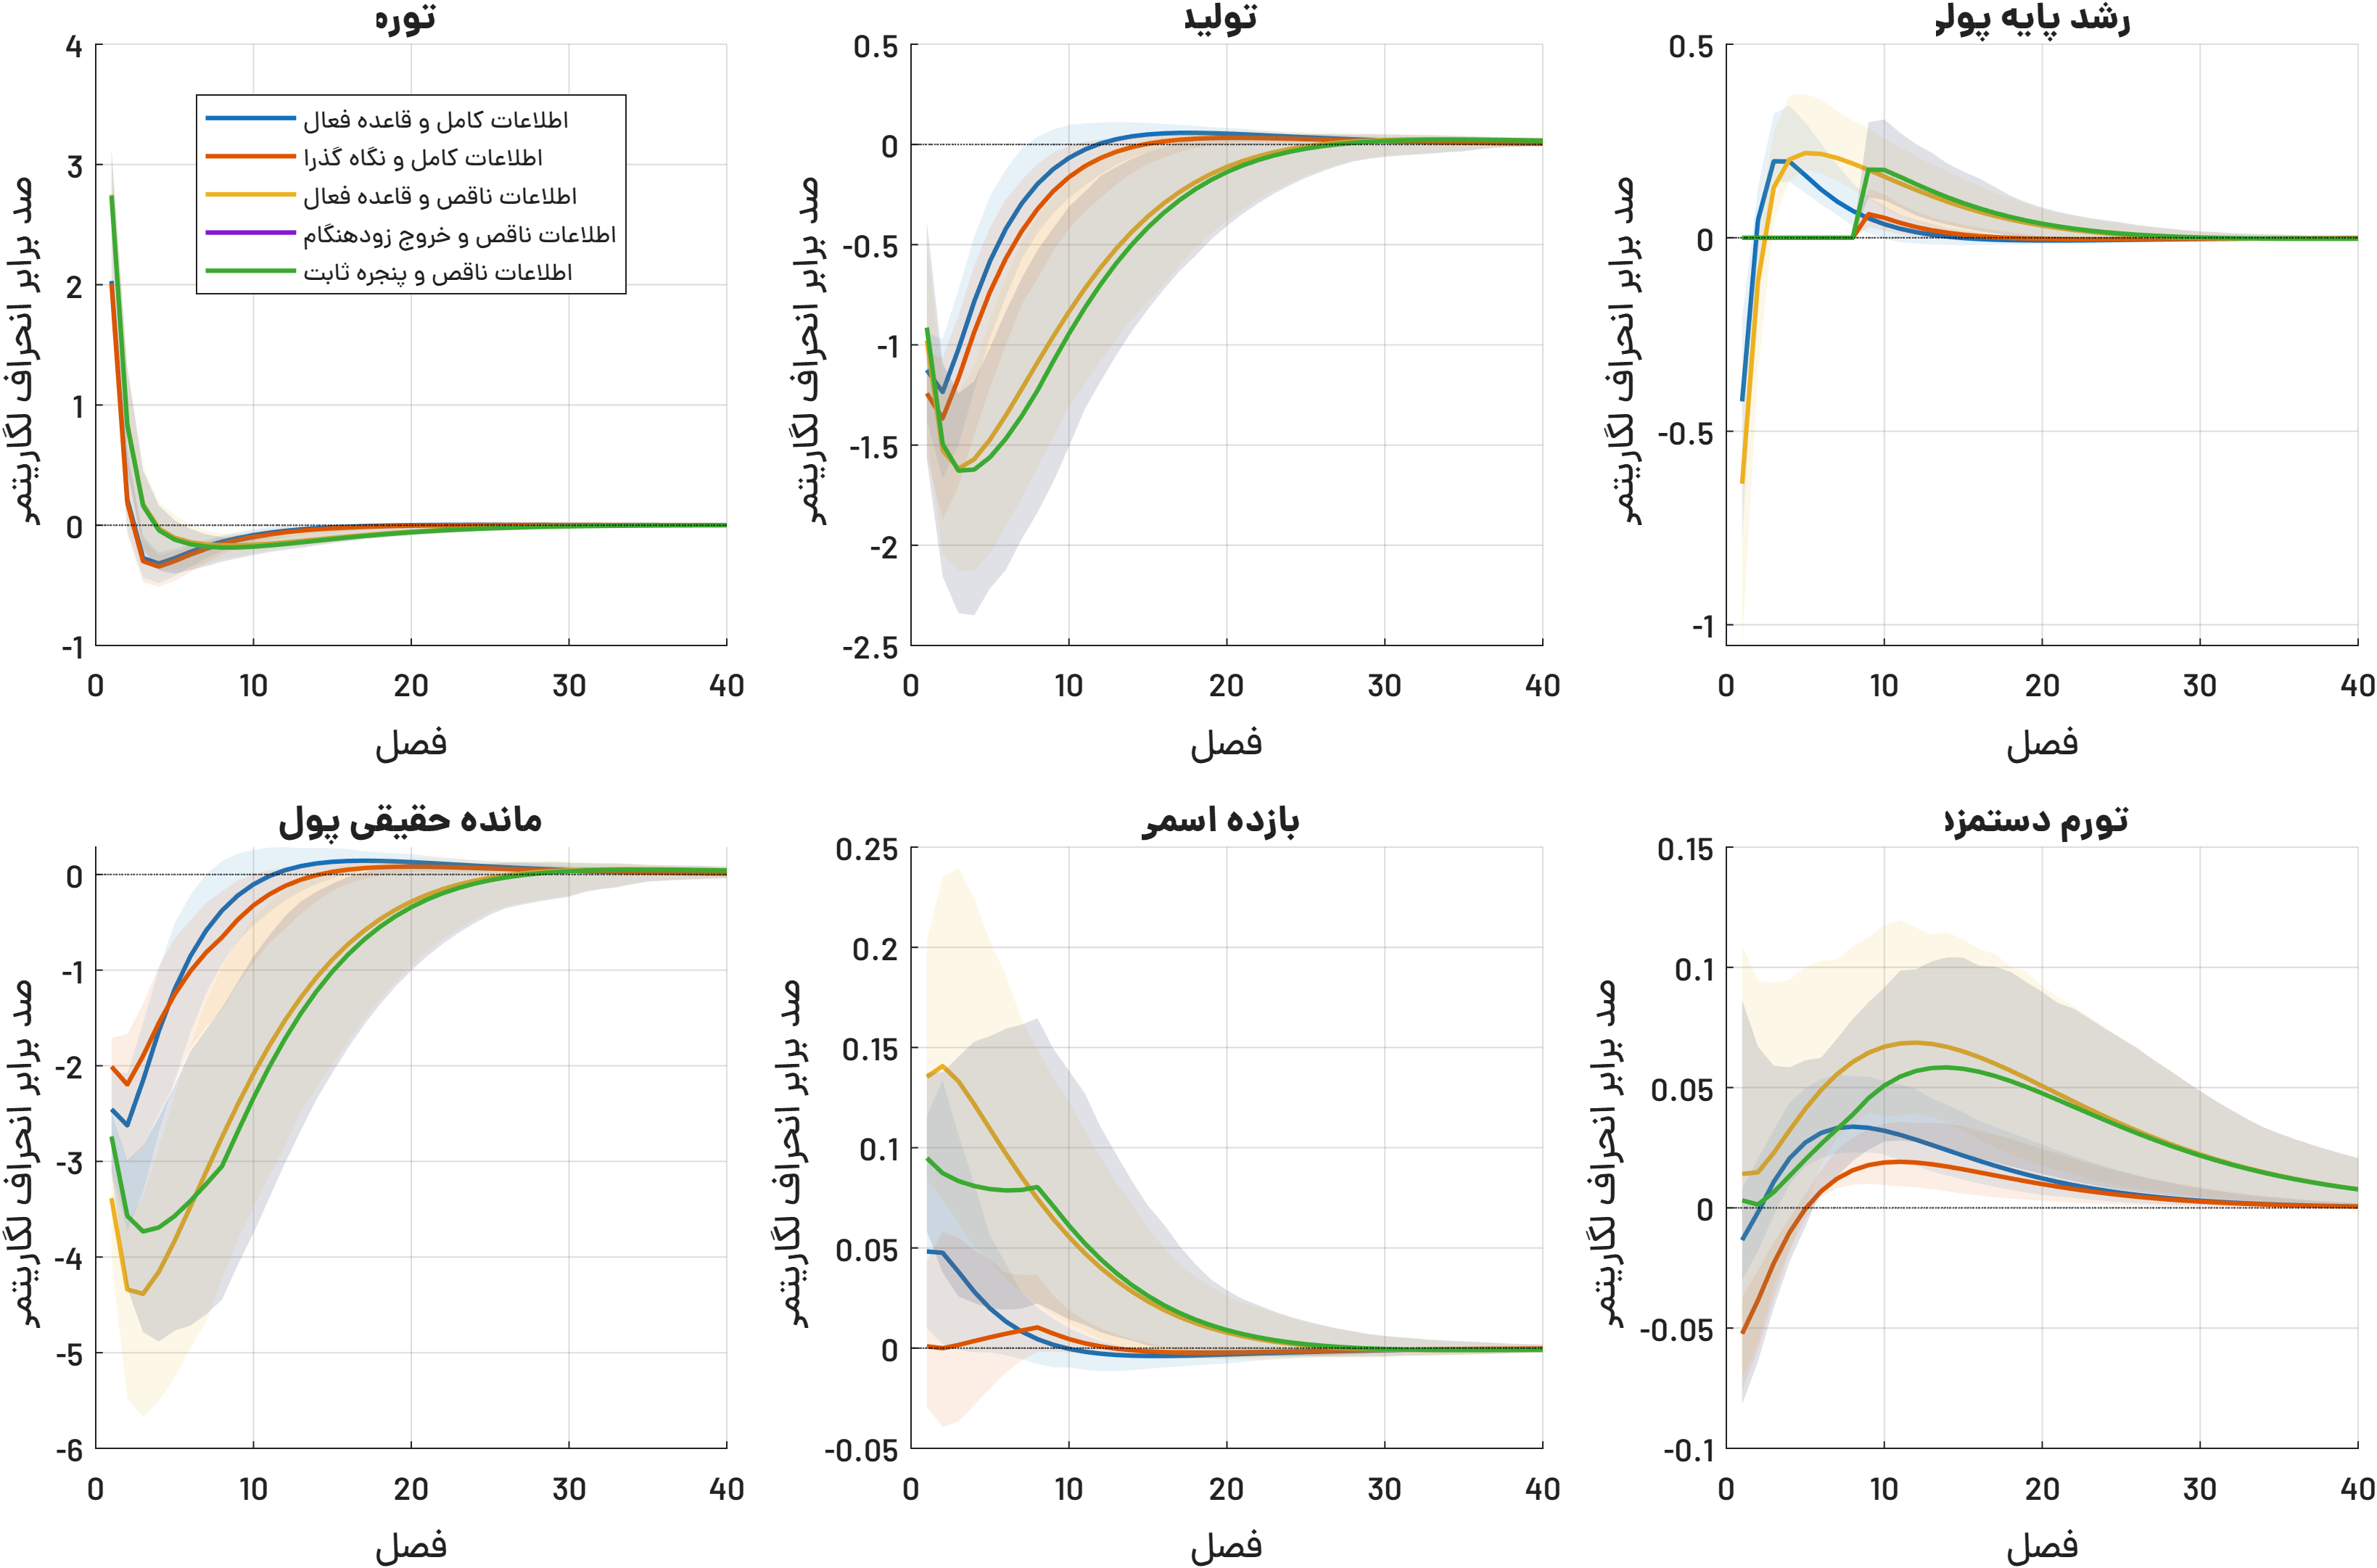 تورم
4
3
2
1
0
-1
0 10 20 30 40
صد برابر انحراف لگاریتمی
فصل
اطلاعات کامل و قاعده فعال
اطلاعات کامل و نگاه گذرا
اطلاعات ناقص و قاعده فعال
اطلاعات ناقص و خروج زودهنگام
اطلاعات ناقص و پنجره ثابت
تولید
0.5
0
-0.5
-1
-1.5
-2
-2.5
0 10 20 30 40
صد برابر انحراف لگاریتمی
فصل
رشد پایه پولی
0.5
0
-0.5
-1
0 10 20 30 40
صد برابر انحراف لگاریتمی
فصل
مانده حقیقی پول
0
-1
-2
-3
-4
-5
-6
0 10 20 30 40
صد برابر انحراف لگاریتمی
فصل
بازده اسمی
0.25
0.2
0.15
0.1
0.05
0
-0.05
0 10 20 30 40
صد برابر انحراف لگاریتمی
فصل
تورم دستمزد
0.15
0.1
0.05
0
-0.05
-0.1
0 10 20 30 40
صد برابر انحراف لگاریتمی
فصل